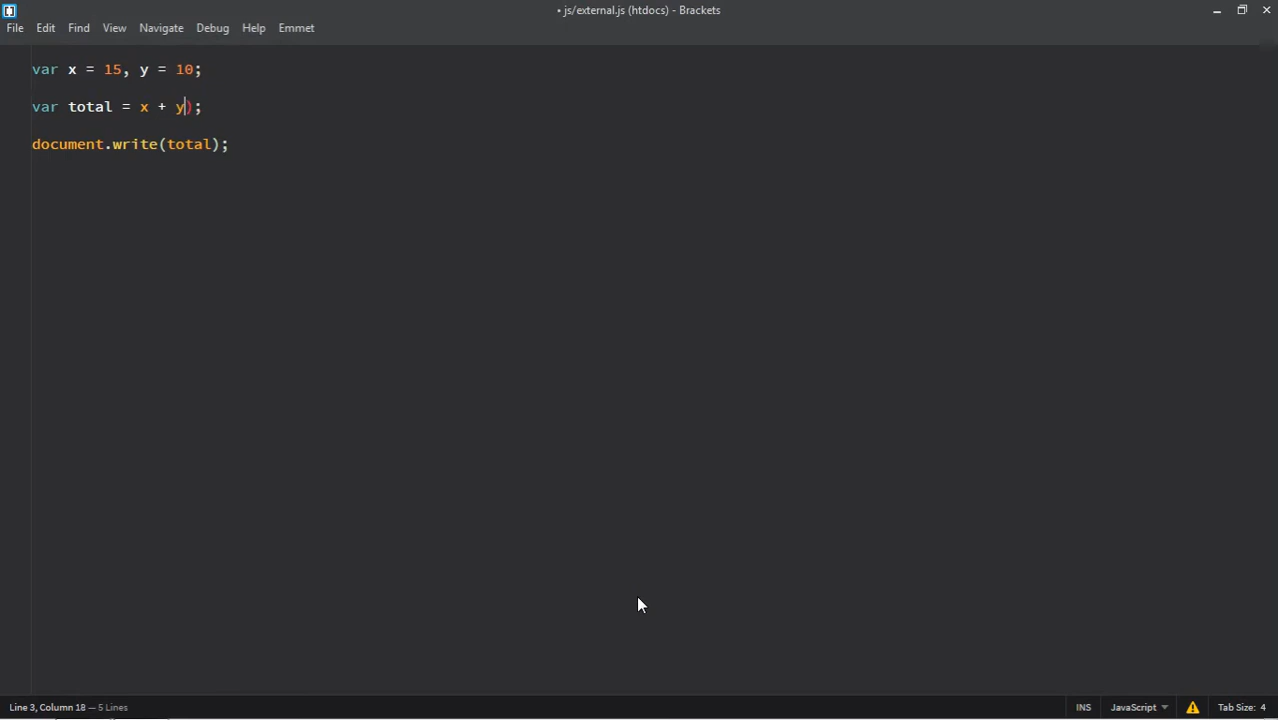 • js/external.js (htdocs) - Brackets
File Edit Find View Navigate Debug Help Emmet
var x = 15, y = 10;
var total = x + y);
document.write(total);
Line 3, Column 18 — 5 Lines
INS JavaScript Tab Size: 4